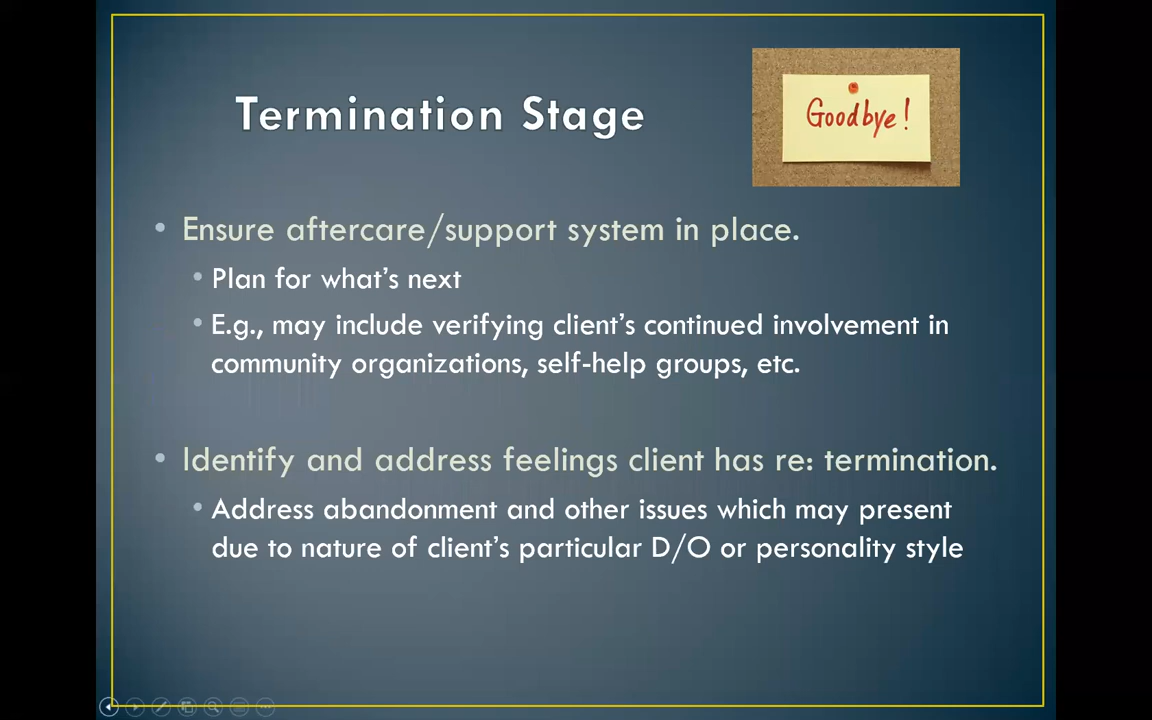 Termination Stage
Goodbye!
• Ensure aftercare/support system in place.
• Plan for what's next
• E.g., may include verifying client's continued involvement in
community organizations, self-help groups, etc.
• Identify and address feelings client has re: termination.
• Address abandonment and other issues which may present
due to nature of client's particular D/O or personality style